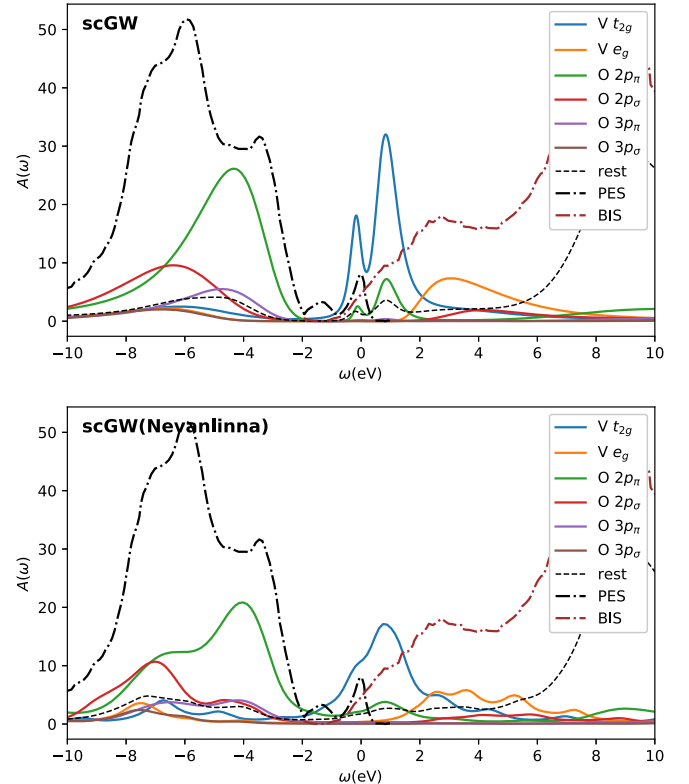 scGW
V t2g
V eg
O 2pπ
O 2pσ
O 3pπ
O 3pσ
rest
PES
BIS
A(ω)
50
40
30
20
10
0
−10 −8 −6 −4 −2 0 2 4 6 8 10
ω(eV)
scGW(Nevanlinna)
V t2g
V eg
O 2pπ
O 2pσ
O 3pπ
O 3pσ
rest
PES
BIS
A(ω)
50
40
30
20
10
0
−10 −8 −6 −4 −2 0 2 4 6 8 10
ω(eV)